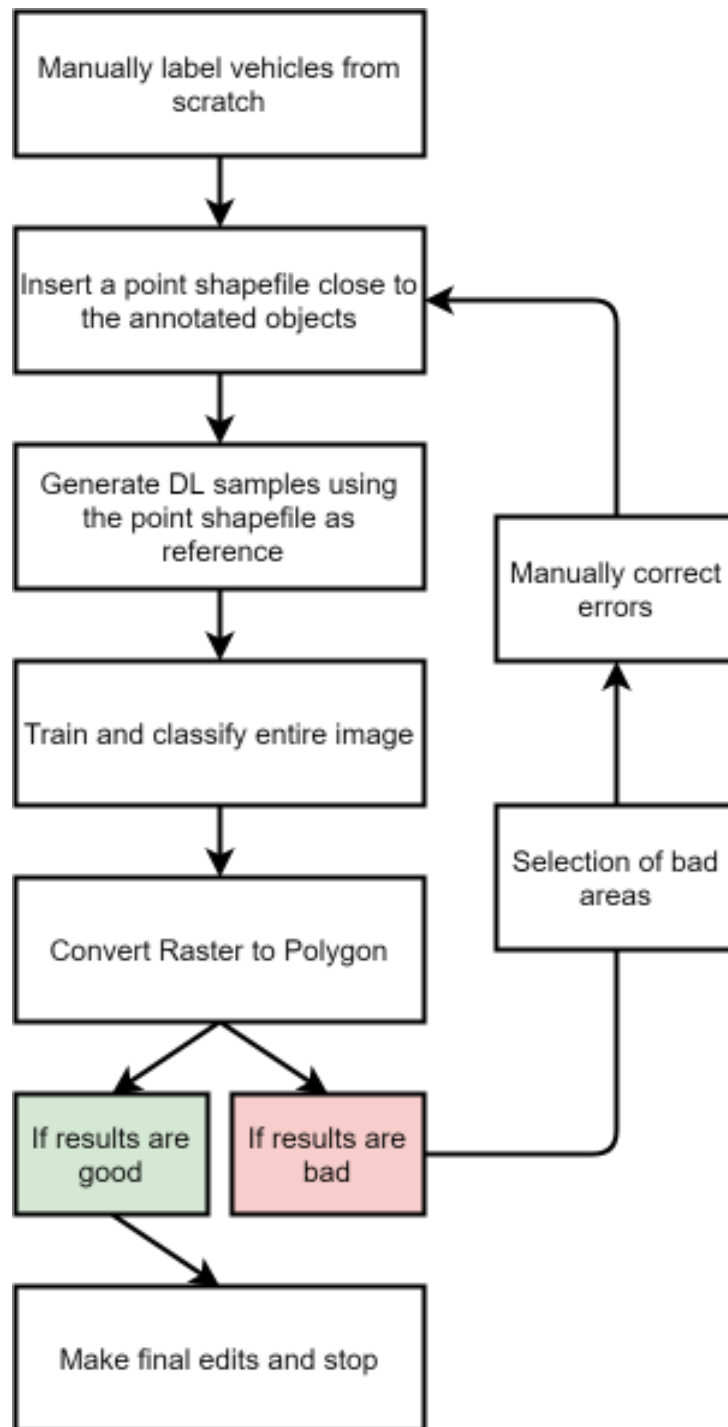 Manually label vehicles from
scratch
Insert a point shapefile close to
the annotated objects
Generate DL samples using
the point shapefile as
reference
Train and classify entire image
Convert Raster to Polygon
If results are
good
If results are
bad
Make final edits and stop
Manually correct
errors
Selection of bad
areas